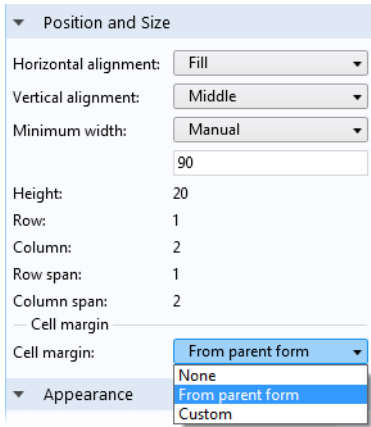 Position and Size
Horizontal alignment: Fill
Vertical alignment: Middle
Minimum width: Manual
90
Height: 20
Row: 1
Column: 2
Row span: 1
Column span: 2
Cell margin
Cell margin: From parent form
None
From parent form
Appearance
Custom